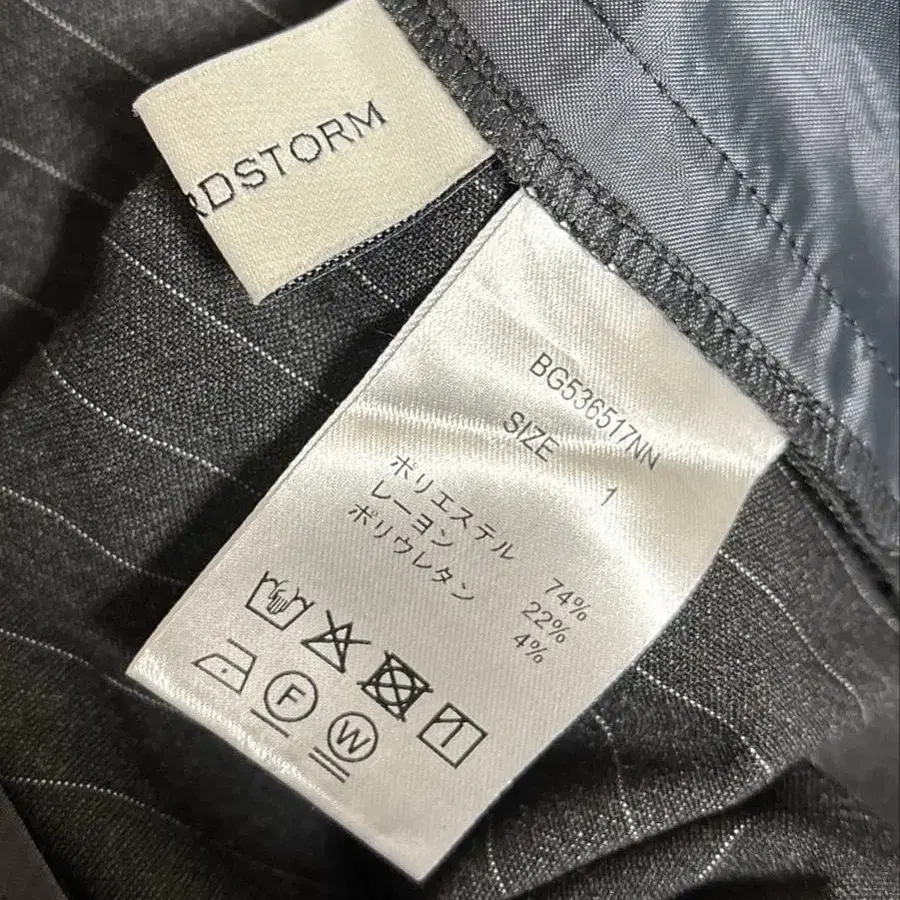 RDSTORM
BG536517NN
SIZE 1
ポリエステル 74%
レーヨン 22%
ポリウレタン 4%
F
W